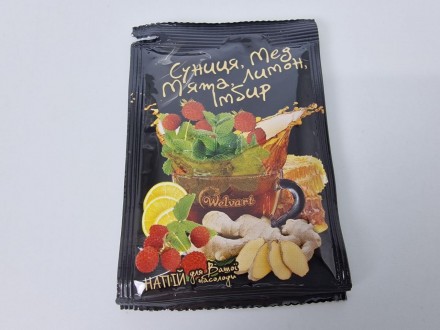 Суниця, Мед,
М'ята, Лимон,
Імбир
Welvart
НАПІЙ для Вашої
насолоди